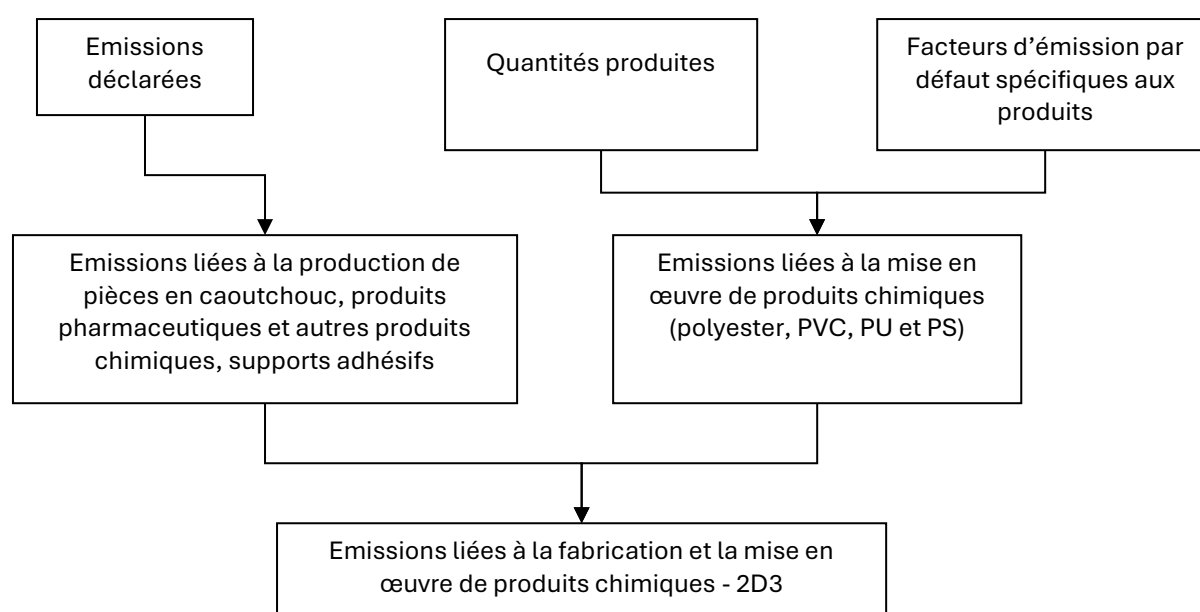 Emissions
déclarées
Quantités produites
Facteurs d’émission par
défaut spécifiques aux
produits
Emissions liées à la production de
pièces en caoutchouc, produits
pharmaceutiques et autres produits
chimiques, supports adhésifs
Emissions liées à la mise en
œuvre de produits chimiques
(polyester, PVC, PU et PS)
Emissions liées à la fabrication et la mise en
œuvre de produits chimiques - 2D3